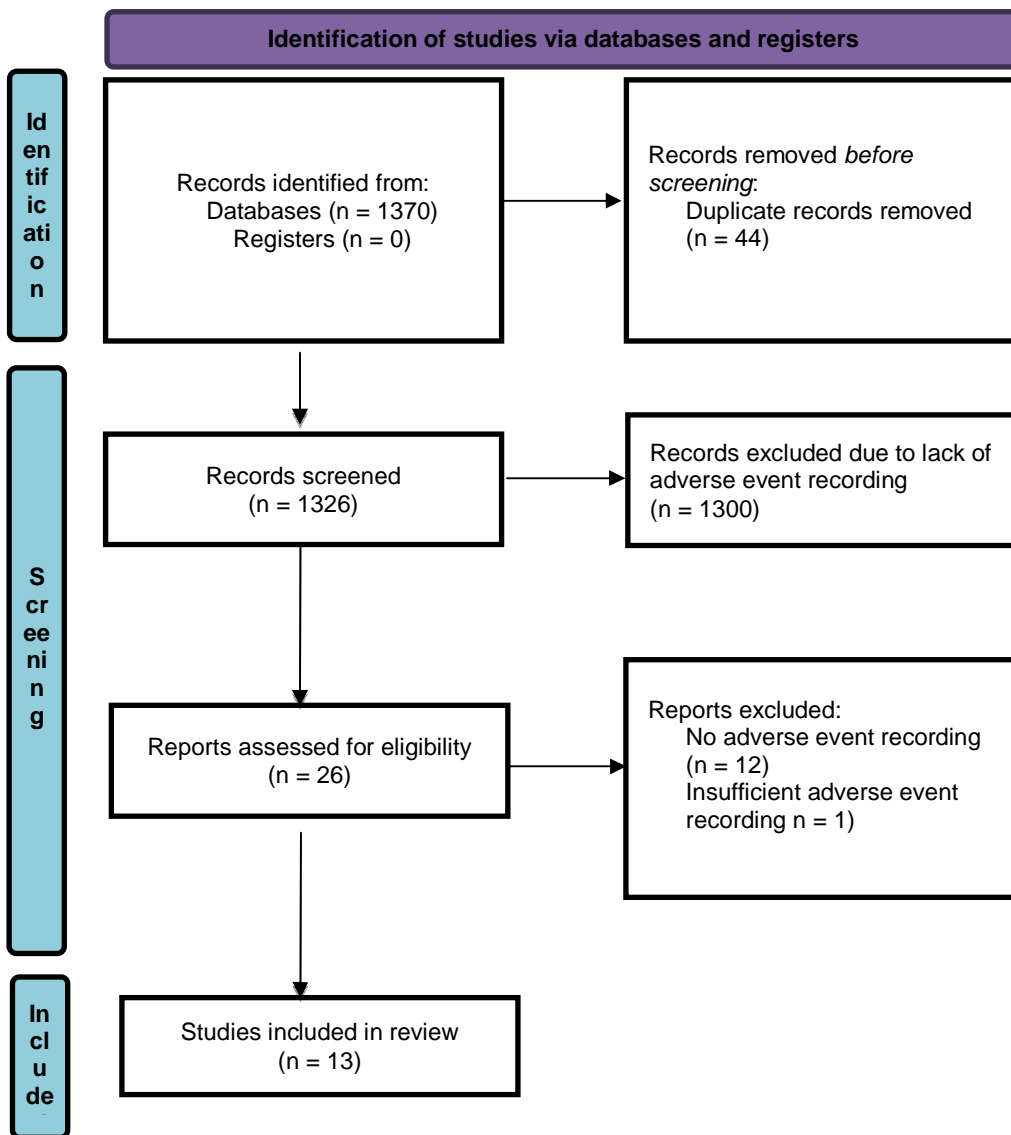 Identification of studies via databases and registers
Id
en
tif
ic
ati
o
n
Records identified from:
Databases (n = 1370)
Registers (n = 0)
Records removed before
screening:
Duplicate records removed
(n = 44)
S
cr
ee
ni
n
g
Records screened
(n = 1326)
Records excluded due to lack of
adverse event recording
(n = 1300)
Reports assessed for eligibility
(n = 26)
Reports excluded:
No adverse event recording
(n = 12)
Insufficient adverse event
recording n = 1)
In
cl
u
de
Studies included in review
(n = 13)